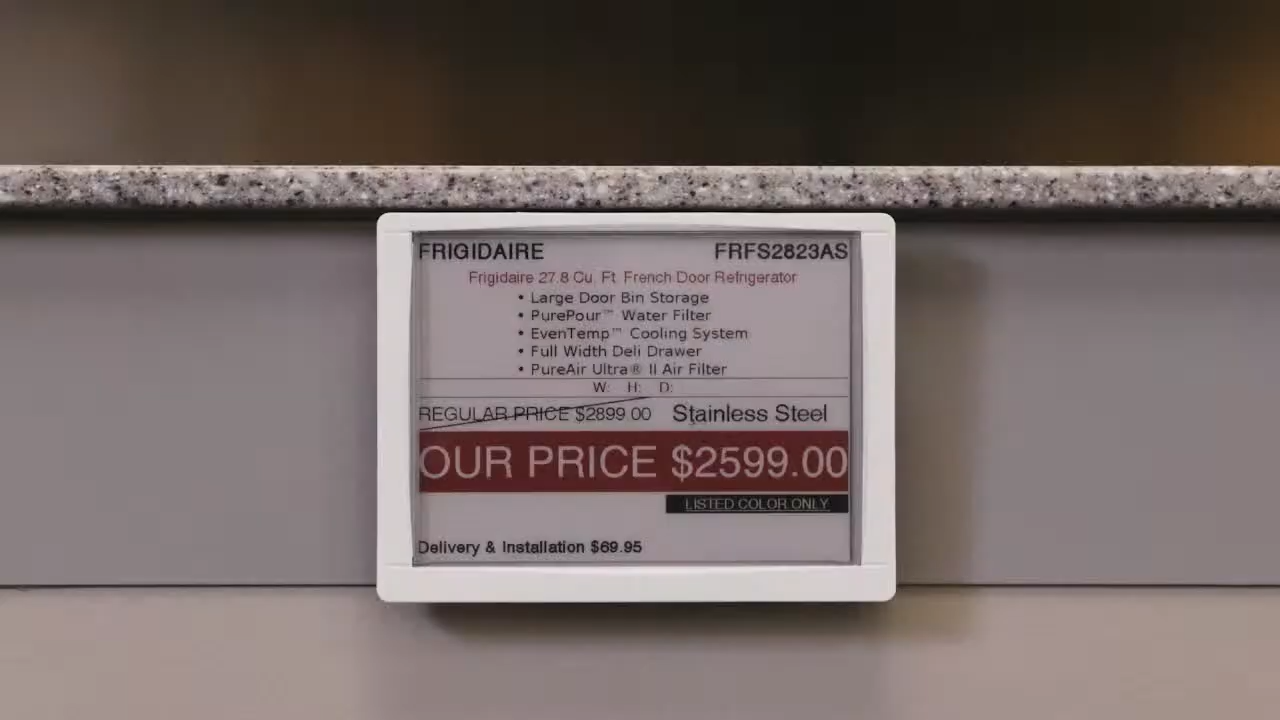 FRIGIDAIRE FRFS2823AS
Frigidaire 27.8 Cu. Ft. French Door Refrigerator
• Large Door Bin Storage
• PurePour™ Water Filter
• EvenTemp™ Cooling System
• Full Width Deli Drawer
• PureAir Ultra® II Air Filter
W: H: D:
REGULAR PRICE $2899.00 Stainless Steel
OUR PRICE $2599.00
LISTED COLOR ONLY
Delivery & Installation $69.95